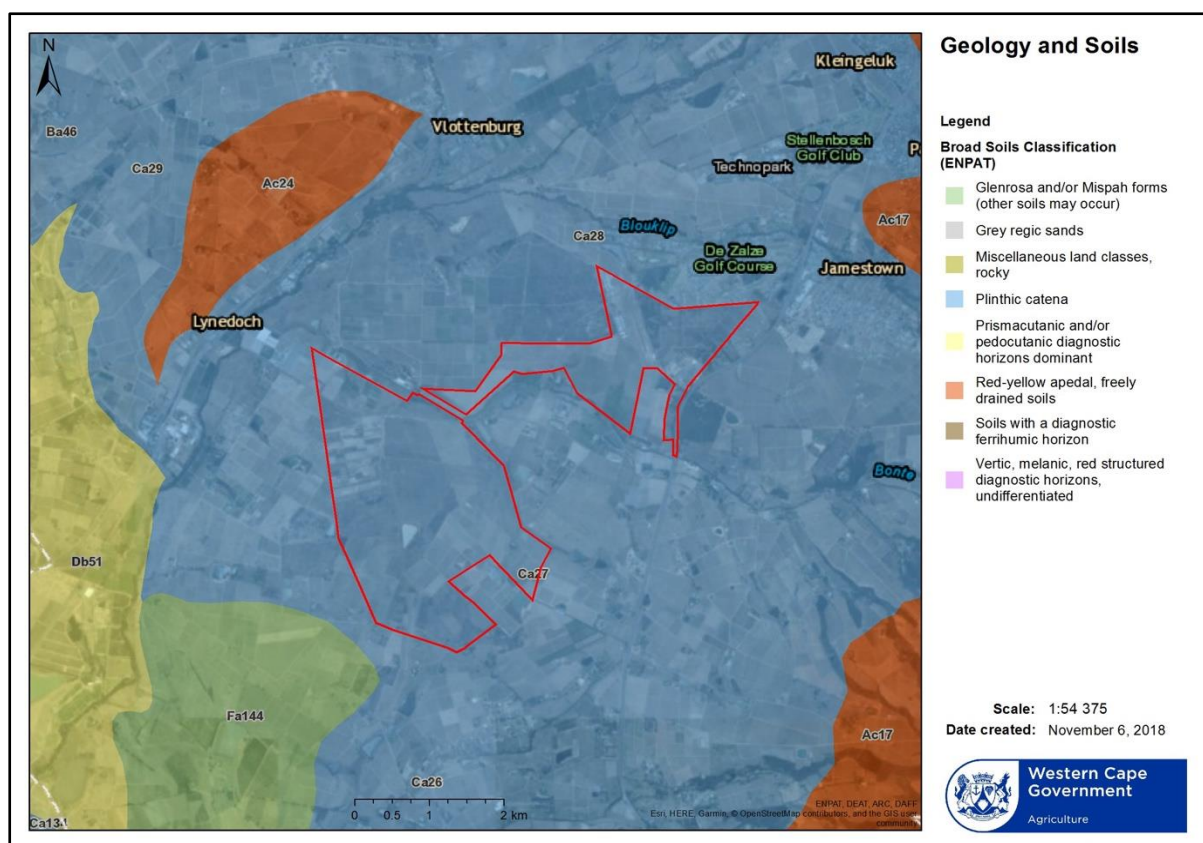 N
Kleingeluk
Vlottenburg
Stellenbosch
Golf Club
Technopark
P
Ba46
Ca29
Ac24
Ac17
Ca28
Blouklip
De Zalze
Golf Course
Jamestown
Lynedoch
Bonte
Db51
Ca27
Fa144
Ac17
Ca26
Ca131
0 0.5 1 2 km
ENPAT, DEAT, ARC, DAFF
Esri, HERE, Garmin, © OpenStreetMap contributors, and the GIS user
community
Geology and Soils
Legend
Broad Soils Classification
(ENPAT)
Glenrosa and/or Mispah forms
(other soils may occur)
Grey regic sands
Miscellaneous land classes,
rocky
Plinthic catena
Prismacutanic and/or
pedocutanic diagnostic
horizons dominant
Red-yellow apedal, freely
drained soils
Soils with a diagnostic
ferrihumic horizon
Vertic, melanic, red structured
diagnostic horizons,
undifferentiated
Scale: 1:54 375
Date created: November 6, 2018
Western Cape
Government
Agriculture